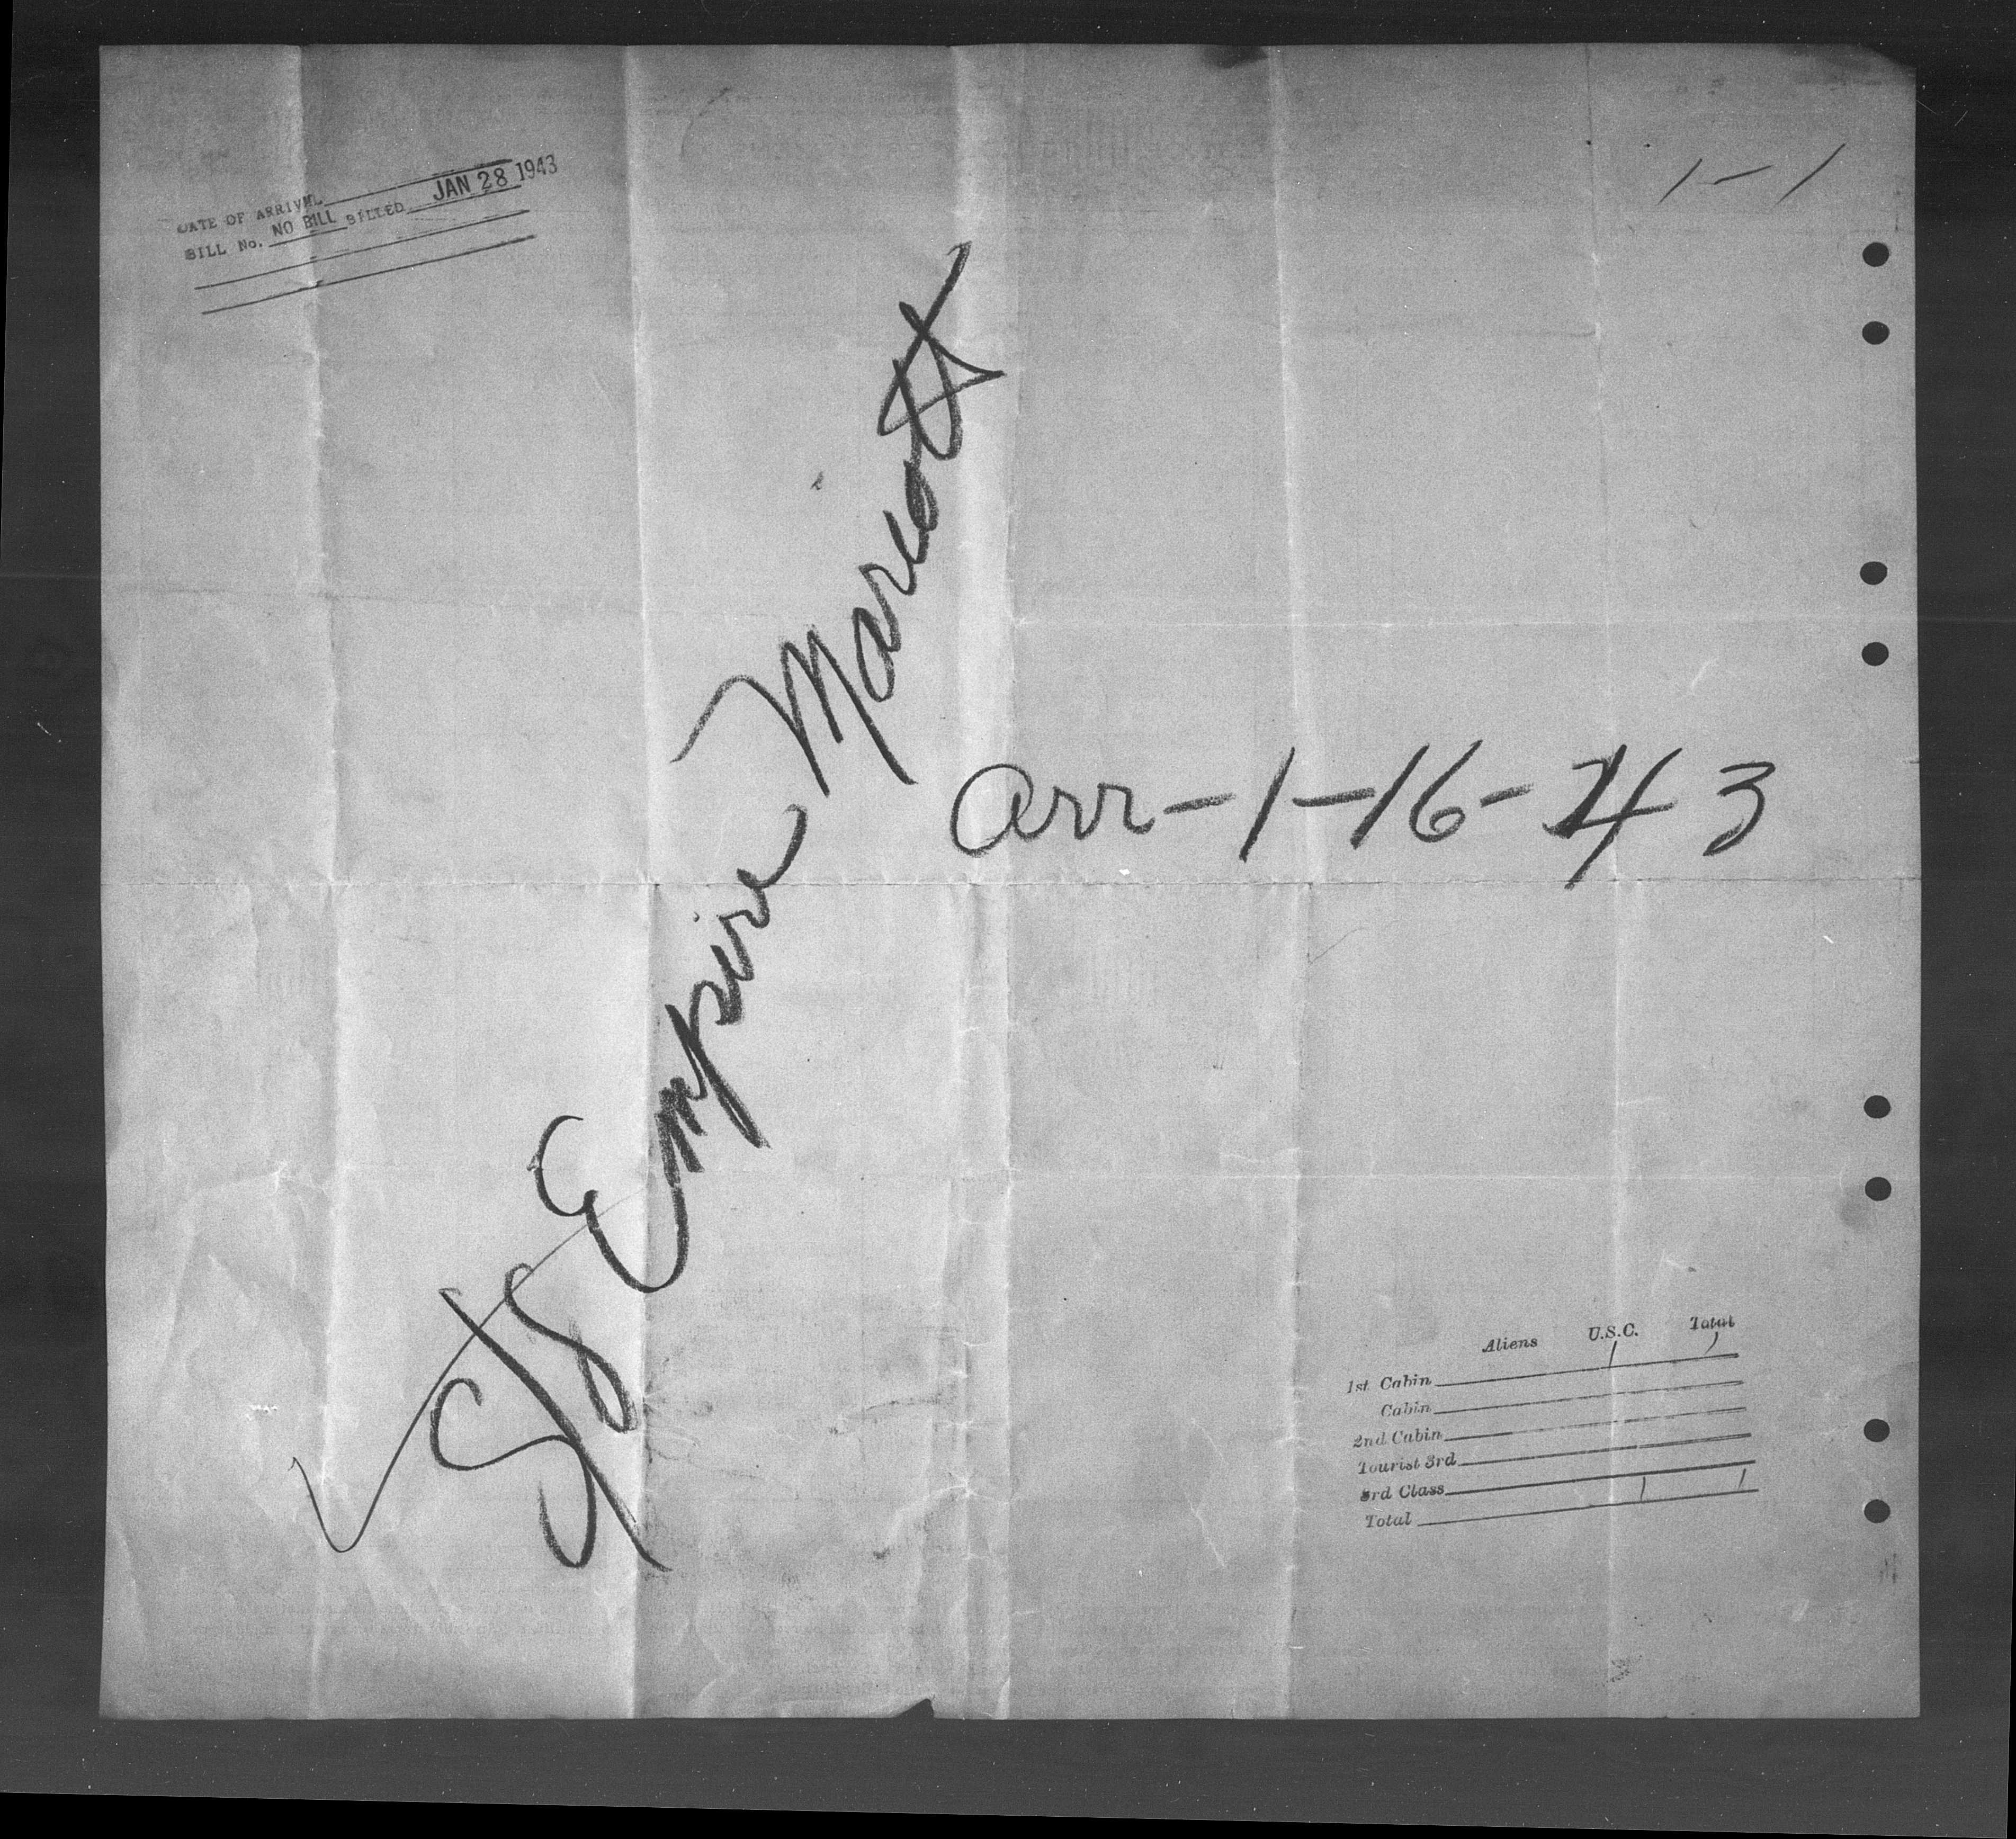 DATE OF ARRIVAL
BILL No. NO BILL BILLED JAN 28 1943
1-1
S/S Empire Mariott
Arr-1-16-43
Aliens U.S.C. Total
1st Cabin 1 1
Cabin
2nd Cabin
Tourist 3rd
3rd Class
Total 1 1